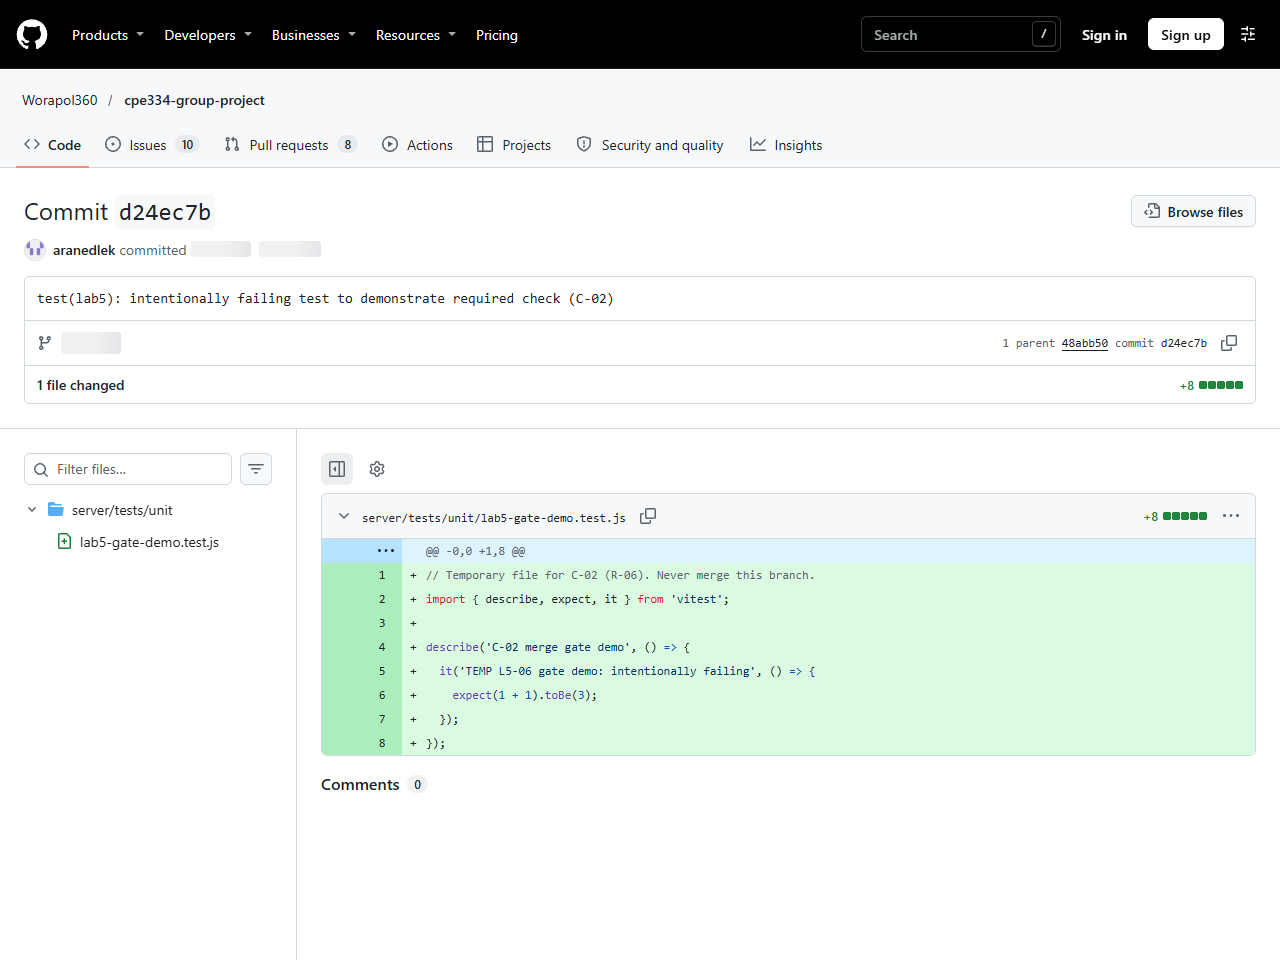 Products Developers Businesses Resources Pricing Search / Sign in Sign up
Worapol360 / cpe334-group-project
Code Issues 10 Pull requests 8 Actions Projects Security and quality Insights
Commit d24ec7b Browse files
aranedlek committed
test(lab5): intentionally failing test to demonstrate required check (C-02)
1 parent 48abb50 commit d24ec7b
1 file changed +8
Filter files...
server/tests/unit
lab5-gate-demo.test.js
server/tests/unit/lab5-gate-demo.test.js +8
@@ -0,0 +1,8 @@
1 + // Temporary file for C-02 (R-06). Never merge this branch.
2 + import { describe, expect, it } from 'vitest';
3 +
4 + describe('C-02 merge gate demo', () => {
5 + it('TEMP L5-06 gate demo: intentionally failing', () => {
6 + expect(1 + 1).toBe(3);
7 + });
8 + });
Comments 0